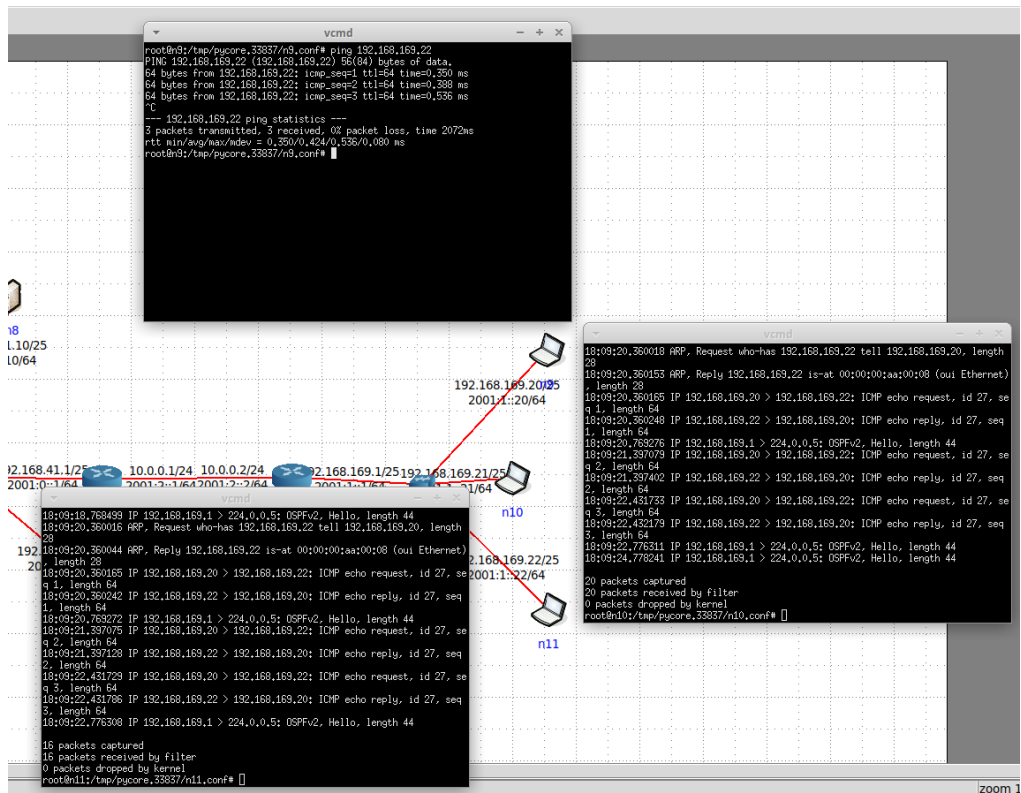 vcmd
root@n9:/tmp/pycore.33837/n9.conf# ping 192.168.169.22
PING 192.168.169.22 (192.168.169.22) 56(84) bytes of data.
64 bytes from 192.168.169.22: icmp_seq=1 ttl=64 time=0.350 ms
64 bytes from 192.168.169.22: icmp_seq=2 ttl=64 time=0.388 ms
64 bytes from 192.168.169.22: icmp_seq=3 ttl=64 time=0.536 ms
^C
--- 192.168.169.22 ping statistics ---
3 packets transmitted, 3 received, 0% packet loss, time 2072ms
rtt min/avg/max/mdev = 0.350/0.424/0.536/0.080 ms
root@n9:/tmp/pycore.33837/n9.conf#
n8
1.10/25
10/64
n9
192.168.169.20/25
2001:1::20/64
192.168.169.21/25
n10
192.168.169.22/25
2001:1::22/64
n11
192.168.41.1/25
2001:0::1/64
10.0.0.1/24
2001:2::1/64
10.0.0.2/24
2001:2::2/64
192.168.169.1/25
2001:1::1/64
192.
20
vcmd
18:09:20.360018 ARP, Request who-has 192.168.169.22 tell 192.168.169.20, length
28
18:09:20.360153 ARP, Reply 192.168.169.22 is-at 00:00:00:aa:00:08 (oui Ethernet)
, length 28
18:09:20.360165 IP 192.168.169.20 > 192.168.169.22: ICMP echo request, id 27, se
q 1, length 64
18:09:20.360248 IP 192.168.169.22 > 192.168.169.20: ICMP echo reply, id 27, seq
1, length 64
18:09:20.769276 IP 192.168.169.1 > 224.0.0.5: OSPFv2, Hello, length 44
18:09:21.397079 IP 192.168.169.20 > 192.168.169.22: ICMP echo request, id 27, se
q 2, length 64
18:09:21.397402 IP 192.168.169.22 > 192.168.169.20: ICMP echo reply, id 27, seq
2, length 64
18:09:22.431733 IP 192.168.169.20 > 192.168.169.22: ICMP echo request, id 27, se
q 3, length 64
18:09:22.432179 IP 192.168.169.22 > 192.168.169.20: ICMP echo reply, id 27, seq
3, length 64
18:09:22.776311 IP 192.168.169.1 > 224.0.0.5: OSPFv2, Hello, length 44
18:09:24.778241 IP 192.168.169.1 > 224.0.0.5: OSPFv2, Hello, length 44
20 packets captured
20 packets received by filter
0 packets dropped by kernel
root@n10:/tmp/pycore.33837/n10.conf#
vcmd
18:09:18.768499 IP 192.168.169.1 > 224.0.0.5: OSPFv2, Hello, length 44
18:09:20.360016 ARP, Request who-has 192.168.169.22 tell 192.168.169.20, length
28
18:09:20.360044 ARP, Reply 192.168.169.22 is-at 00:00:00:aa:00:08 (oui Ethernet)
, length 28
18:09:20.360165 IP 192.168.169.20 > 192.168.169.22: ICMP echo request, id 27, se
q 1, length 64
18:09:20.360242 IP 192.168.169.22 > 192.168.169.20: ICMP echo reply, id 27, seq
1, length 64
18:09:20.769272 IP 192.168.169.1 > 224.0.0.5: OSPFv2, Hello, length 44
18:09:21.397075 IP 192.168.169.20 > 192.168.169.22: ICMP echo request, id 27, se
q 2, length 64
18:09:21.397128 IP 192.168.169.22 > 192.168.169.20: ICMP echo reply, id 27, seq
2, length 64
18:09:22.431729 IP 192.168.169.20 > 192.168.169.22: ICMP echo request, id 27, se
q 3, length 64
18:09:22.431786 IP 192.168.169.22 > 192.168.169.20: ICMP echo reply, id 27, seq
3, length 64
18:09:22.776308 IP 192.168.169.1 > 224.0.0.5: OSPFv2, Hello, length 44
16 packets captured
16 packets received by filter
0 packets dropped by kernel
root@n11:/tmp/pycore.33837/n11.conf#
zoom 1